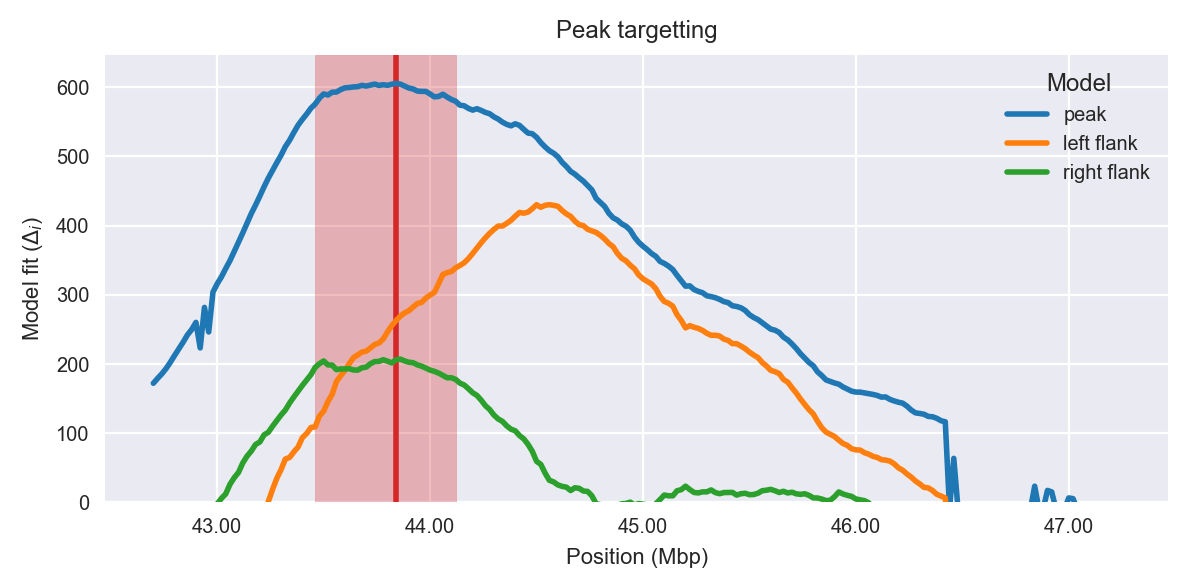 Peak targetting
Model
peak
left flank
right flank
Model fit (Δi)
600
500
400
300
200
100
0
43.00 44.00 45.00 46.00 47.00
Position (Mbp)